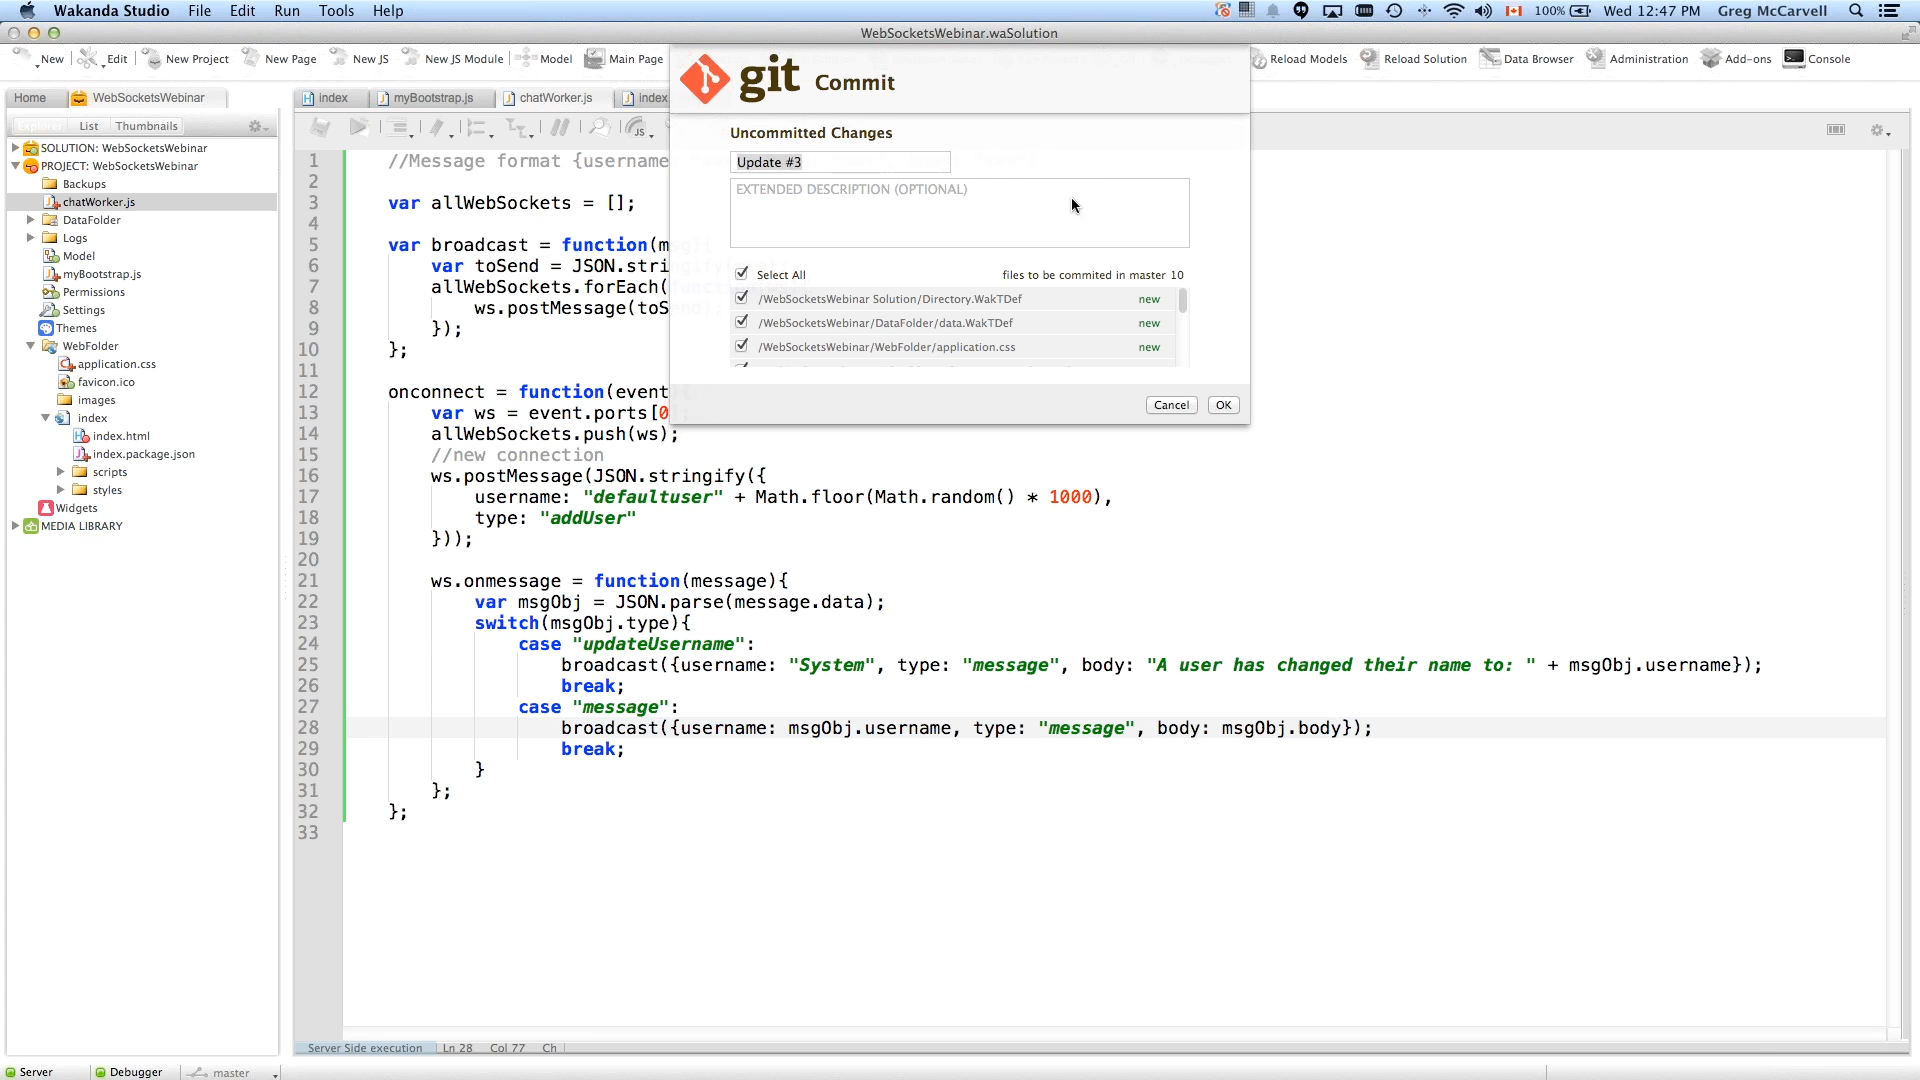 Wakanda Studio File Edit Run Tools Help 100% Wed 12:47 PM Greg McCarvell
WebSocketsWebinar.waSolution
New Edit New Project New Page New JS New JS Module Model Main Page Reload Models Reload Solution Data Browser Administration Add-ons Console
git Commit
Home WebSocketsWebinar
index myBootstrap.js chatWorker.js index
Explorer List Thumbnails
SOLUTION: WebSocketsWebinar
PROJECT: WebSocketsWebinar
Backups
chatWorker.js
DataFolder
Logs
Model
myBootstrap.js
Permissions
Settings
Themes
WebFolder
application.css
favicon.ico
images
index
index.html
index.package.json
scripts
styles
Widgets
MEDIA LIBRARY
Uncommitted Changes
Update #3
EXTENDED DESCRIPTION (OPTIONAL)
Select All files to be commited in master 10
/WebSocketsWebinar Solution/Directory.WakTDef new
/WebSocketsWebinar/DataFolder/data.WakTDef new
/WebSocketsWebinar/WebFolder/application.css new
Cancel OK
1 //Message format {username
2
3 var allWebSockets = [];
4
5 var broadcast = function(m
6 var toSend = JSON.stri
7 allWebSockets.forEach(
8 ws.postMessage(toS
9 });
10 };
11
12 onconnect = function(event
13 var ws = event.ports[0
14 allWebSockets.push(ws);
15 //new connection
16 ws.postMessage(JSON.stringify({
17 username: "defaultuser" + Math.floor(Math.random() * 1000),
18 type: "addUser"
19 }));
20
21 ws.onmessage = function(message){
22 var msgObj = JSON.parse(message.data);
23 switch(msgObj.type){
24 case "updateUsername":
25 broadcast({username: "System", type: "message", body: "A user has changed their name to: " + msgObj.username});
26 break;
27 case "message":
28 broadcast({username: msgObj.username, type: "message", body: msgObj.body});
29 break;
30 }
31 };
32 };
33
Server Side execution Ln 28 Col 77 Ch
Server Debugger master